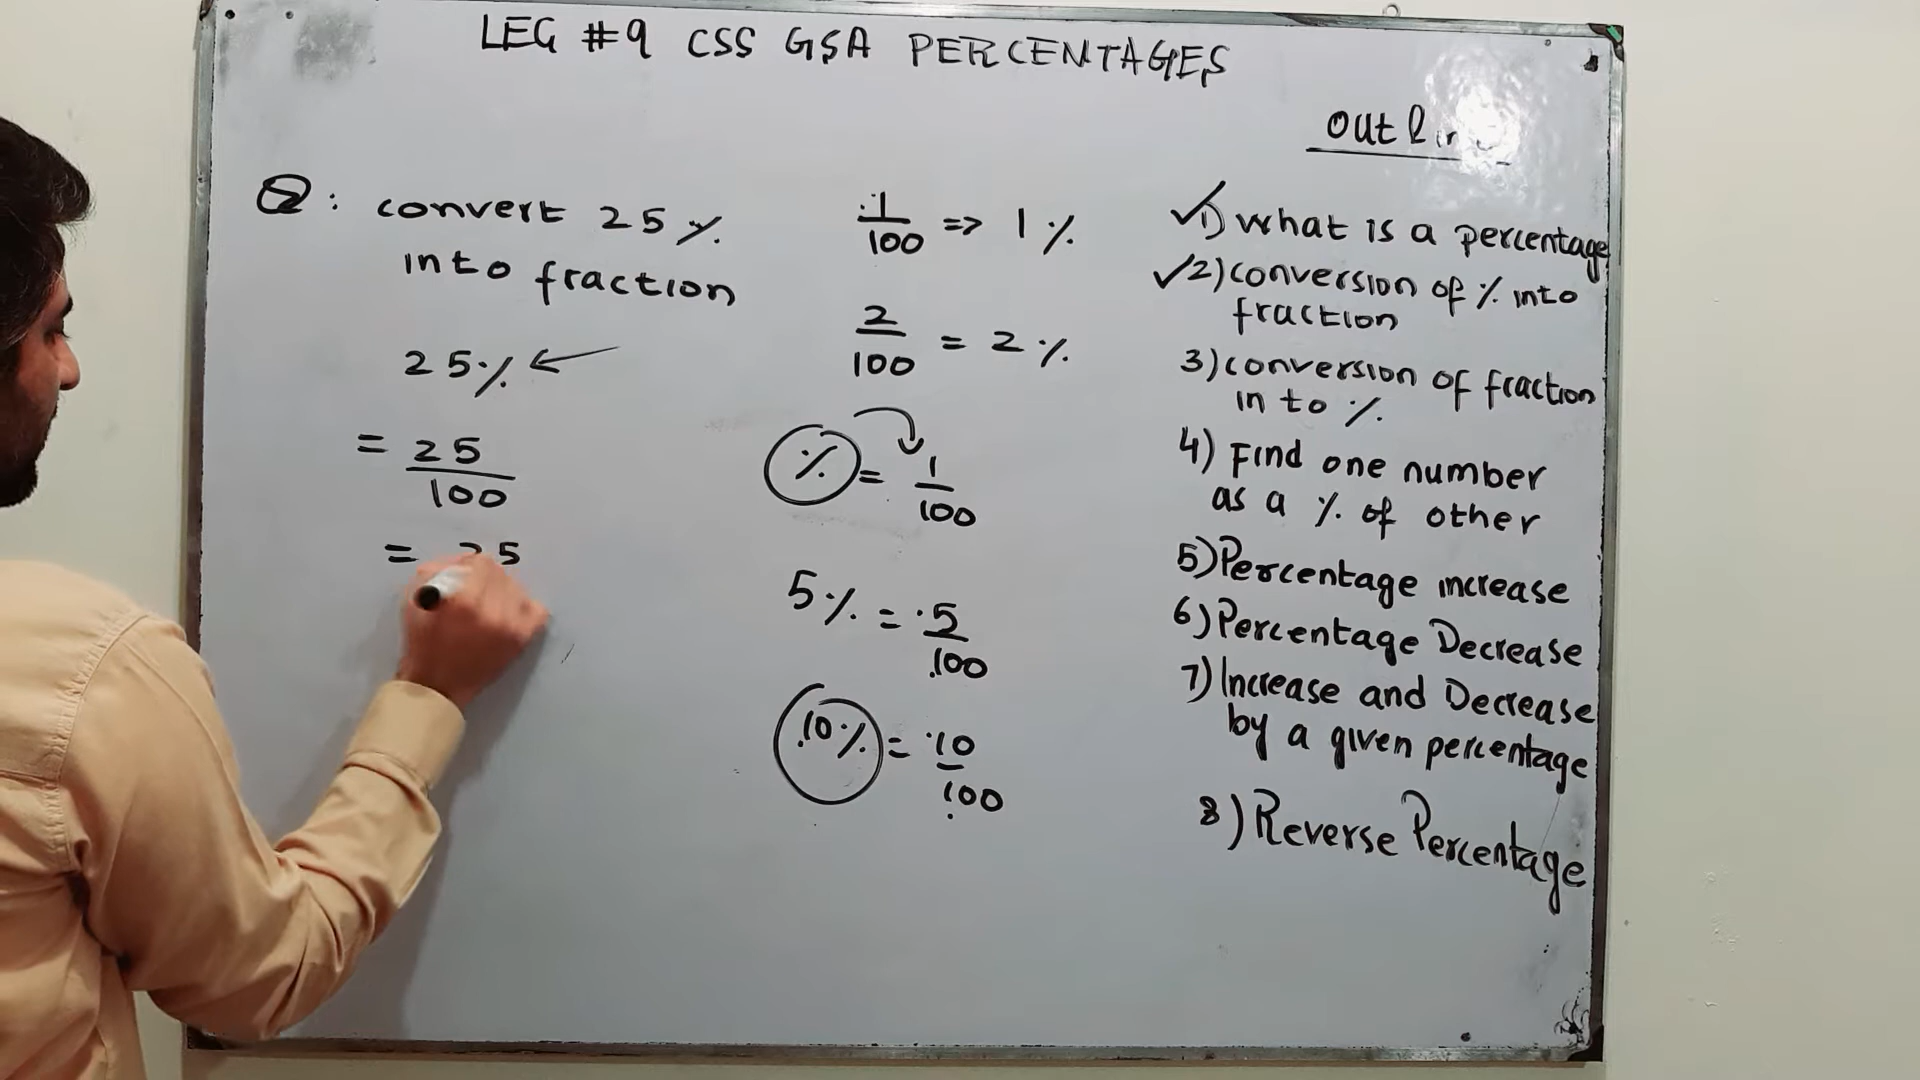 LEC #9 CSS GSA PERCENTAGES
Q: convert 25%
into fraction
25%
= 25
100
= 25
1/100 => 1%
2/100 = 2%
% = 1/100
5% = 5/100
10% = 10/100
1) What is a percentage
2) conversion of % into
fraction
3) conversion of fraction
in to %
4) Find one number
as a % of other
5) Percentage increase
6) Percentage Decrease
7) Increase and Decrease
by a given percentage
8) Reverse Percentage